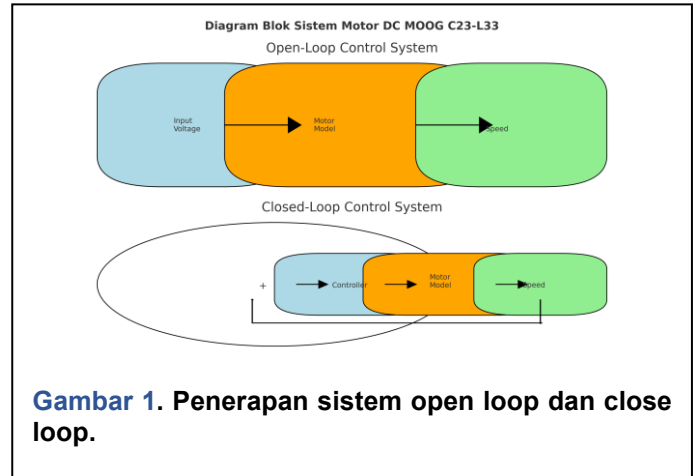 Diagram Blok Sistem Motor DC MOOG C23-L33
Open-Loop Control System
Input
Voltage
Motor
Model
Speed
Closed-Loop Control System
+
Controller
Motor
Model
Speed
Gambar 1. Penerapan sistem open loop dan close
loop.